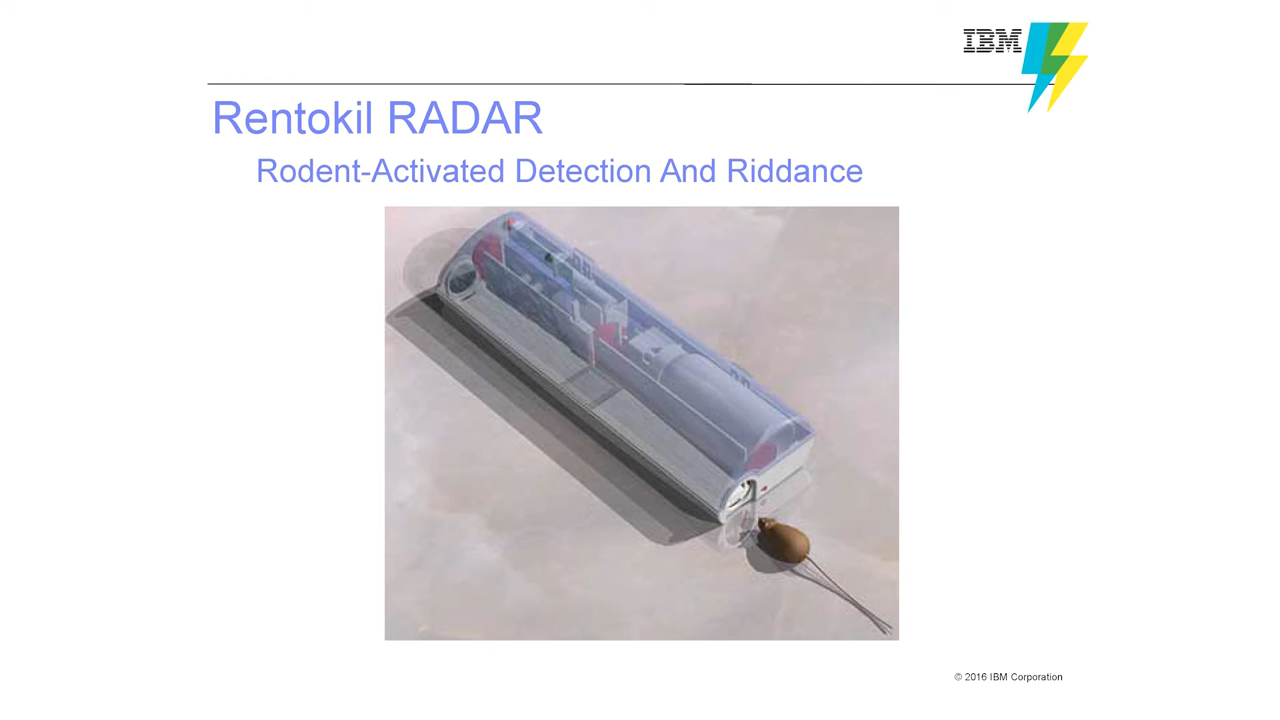 IBM
Rentokil RADAR
Rodent-Activated Detection And Riddance
© 2016 IBM Corporation